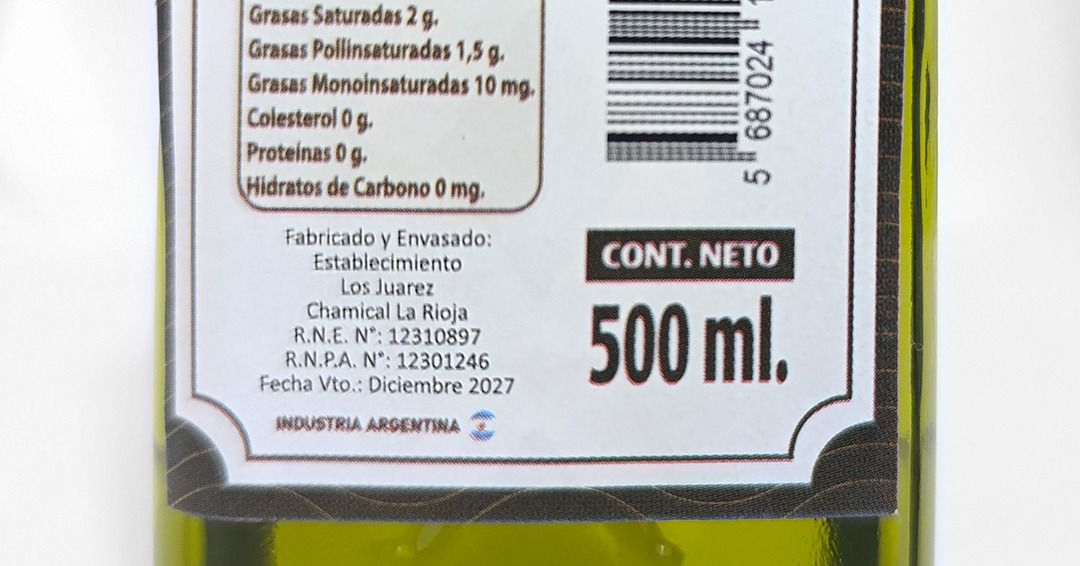 Grasas Saturadas 2 g.
Grasas Poliinsaturadas 1,5 g.
Grasas Monoinsaturadas 10 mg.
Colesterol 0 g.
Proteínas 0 g.
Hidratos de Carbono 0 mg.
Fabricado y Envasado:
Establecimiento
Los Juarez
Chamical La Rioja
R.N.E. N°: 12310897
R.N.P.A. N°: 12301246
Fecha Vto.: Diciembre 2027
INDUSTRIA ARGENTINA
5 687024
CONT. NETO
500 ml.